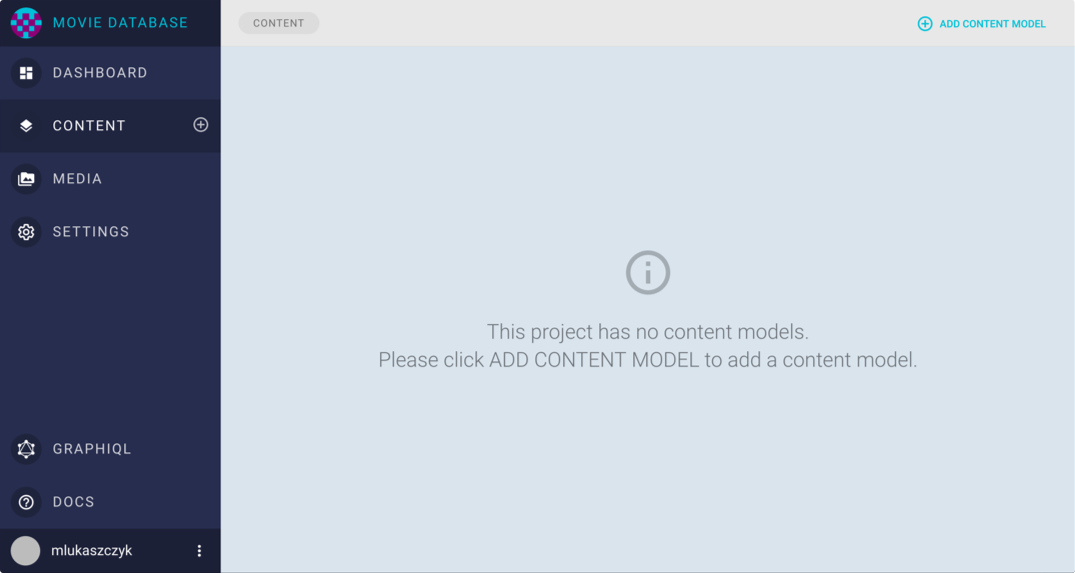 MOVIE DATABASE
DASHBOARD
CONTENT
MEDIA
SETTINGS
GRAPHIQL
DOCS
mlukaszczyk
CONTENT
ADD CONTENT MODEL
This project has no content models.
Please click ADD CONTENT MODEL to add a content model.